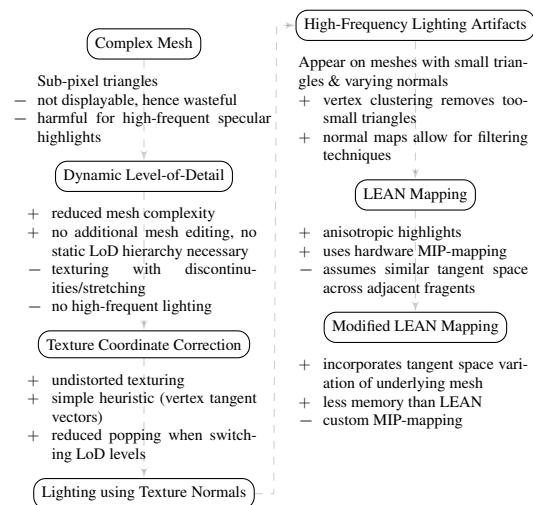 Complex Mesh
Sub-pixel triangles
− not displayable, hence wasteful
− harmful for high-frequent specular
highlights
Dynamic Level-of-Detail
+ reduced mesh complexity
+ no additional mesh editing, no
static LoD hierarchy necessary
− texturing with discontinu-
ities/stretching
− no high-frequent lighting
Texture Coordinate Correction
+ undistorted texturing
+ simple heuristic (vertex tangent
vectors)
+ reduced popping when switch-
ing LoD levels
Lighting using Texture Normals
High-Frequency Lighting Artifacts
Appear on meshes with small trian-
gles & varying normals
+ vertex clustering removes too-
small triangles
+ normal maps allow for filtering
techniques
LEAN Mapping
+ anisotropic highlights
+ uses hardware MIP-mapping
− assumes similar tangent space
across adjacent fragents
Modified LEAN Mapping
+ incorporates tangent space vari-
ation of underlying mesh
+ less memory than LEAN
− custom MIP-mapping